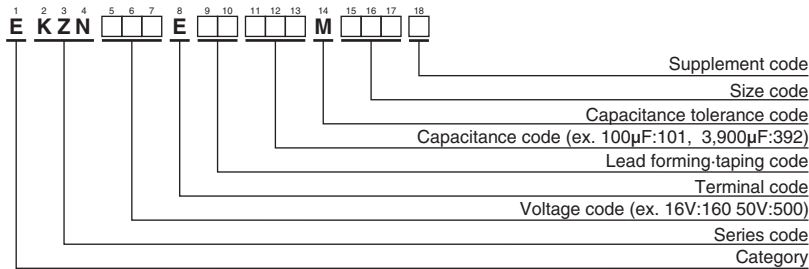 1 2 3 4 5 6 7 8 9 10 11 12 13 14 15 16 17 18
E KZN □□□ E □□ □□□ M □□□ □
Supplement code
Size code
Capacitance tolerance code
Capacitance code (ex. 100µF:101, 3,900µF:392)
Lead forming·taping code
Terminal code
Voltage code (ex. 16V:160 50V:500)
Series code
Category